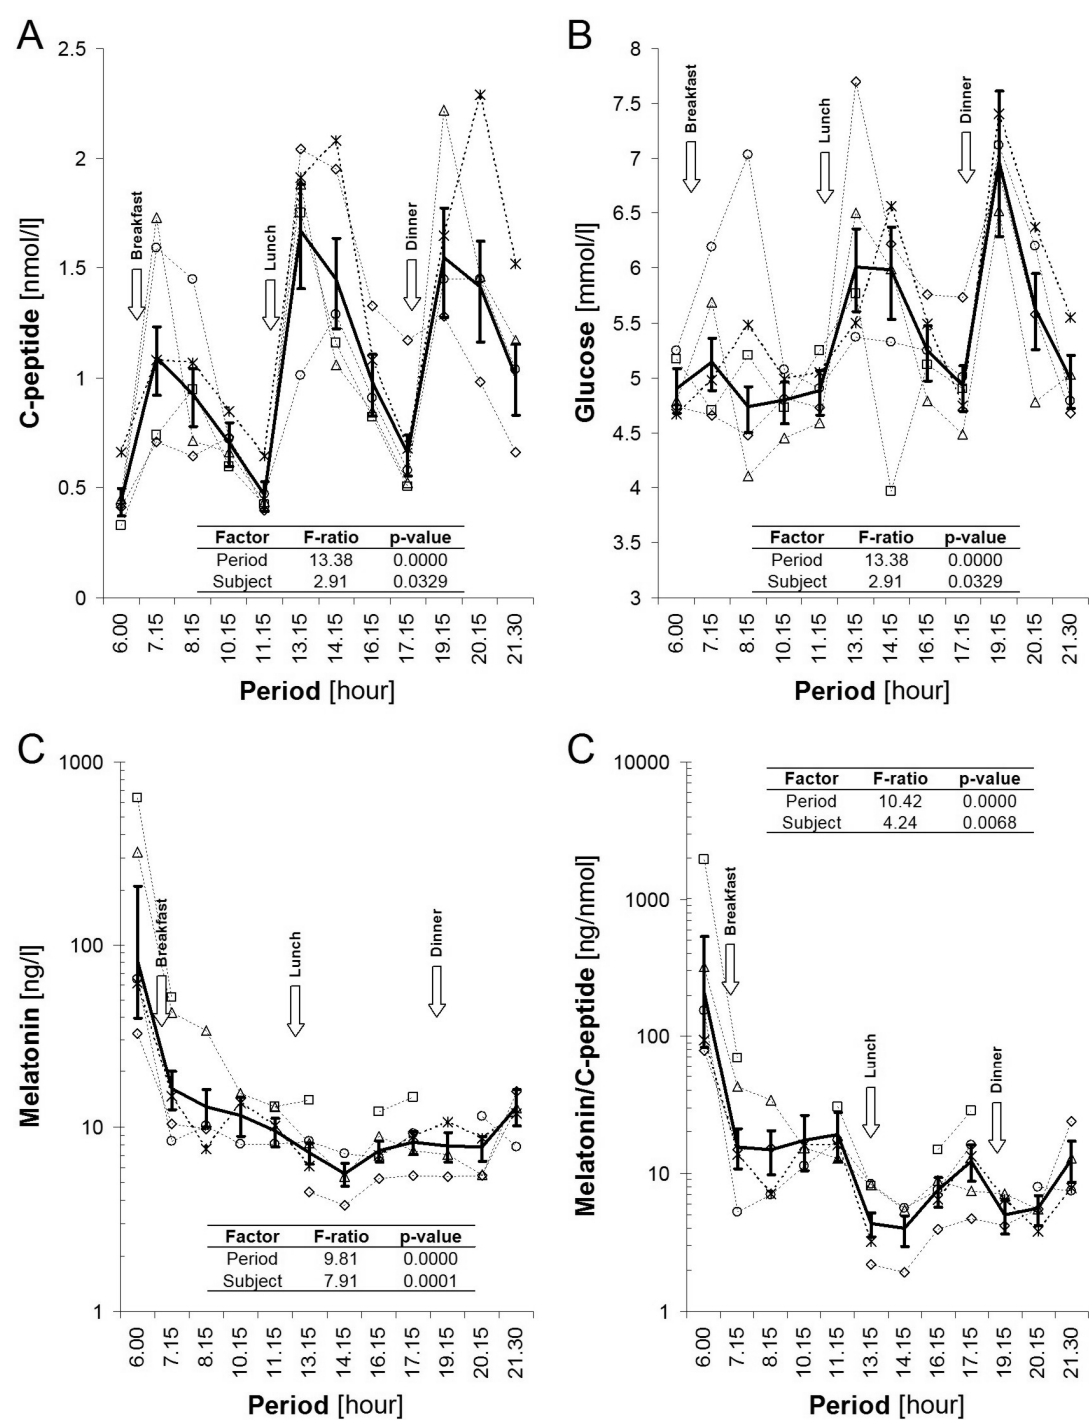 A
C-peptide [nmol/l]
2.5
2
1.5
1
0.5
0
Breakfast
Lunch
Dinner
Factor F-ratio p-value
Period 13.38 0.0000
Subject 2.91 0.0329
6.00 7.15 8.15 10.15 11.15 13.15 14.15 16.15 17.15 19.15 20.15 21.30
Period [hour]
B
Glucose [mmol/l]
8
7.5
7
6.5
6
5.5
5
4.5
4
3.5
3
Breakfast
Lunch
Dinner
Factor F-ratio p-value
Period 13.38 0.0000
Subject 2.91 0.0329
6.00 7.15 8.15 10.15 11.15 13.15 14.15 16.15 17.15 19.15 20.15 21.30
Period [hour]
C
Melatonin [ng/l]
1000
100
10
1
Breakfast
Lunch
Dinner
Factor F-ratio p-value
Period 9.81 0.0000
Subject 7.91 0.0001
6.00 7.15 8.15 10.15 11.15 13.15 14.15 16.15 17.15 19.15 20.15 21.30
Period [hour]
C
Melatonin/C-peptide [ng/nmol]
10000
1000
100
10
1
Factor F-ratio p-value
Period 10.42 0.0000
Subject 4.24 0.0068
Breakfast
Lunch
Dinner
6.00 7.15 8.15 10.15 11.15 13.15 14.15 16.15 17.15 19.15 20.15 21.30
Period [hour]